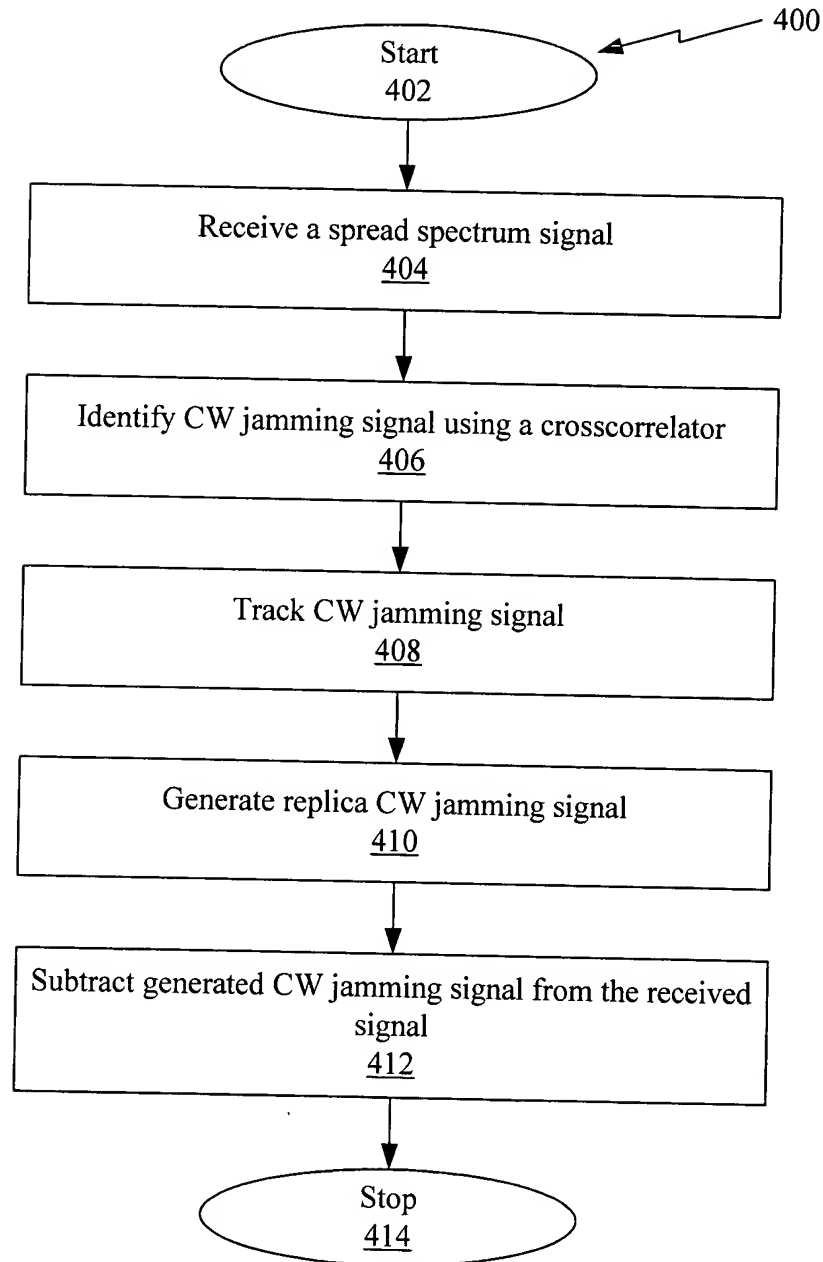 400
Start
402
Receive a spread spectrum signal
404
Identify CW jamming signal using a crosscorrelator
406
Track CW jamming signal
408
Generate replica CW jamming signal
410
Subtract generated CW jamming signal from the received
signal
412
Stop
414